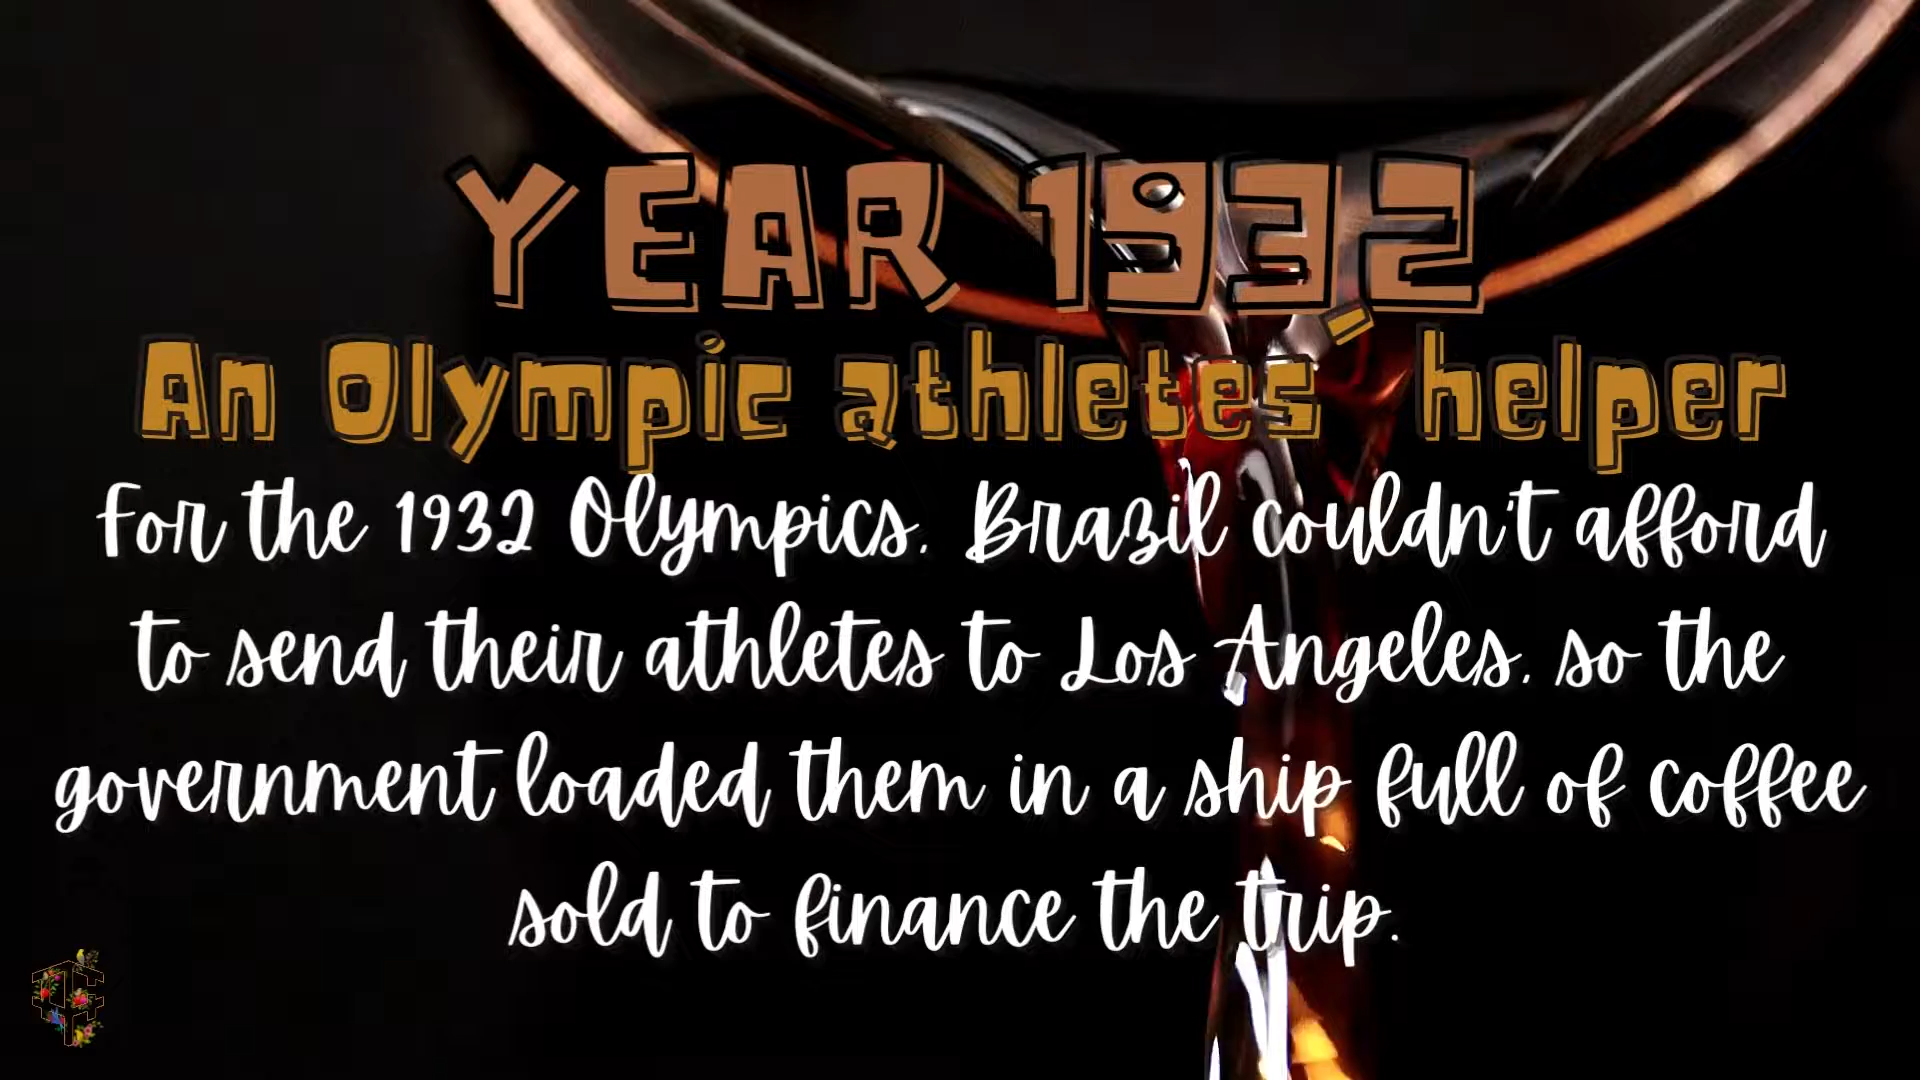 YEAR 1932
An Olympic athletes´ helper
For the 1932 Olympics, Brazil couldn't afford
to send their athletes to Los Angeles, so the
government loaded them in a ship full of coffee
sold to finance the trip.